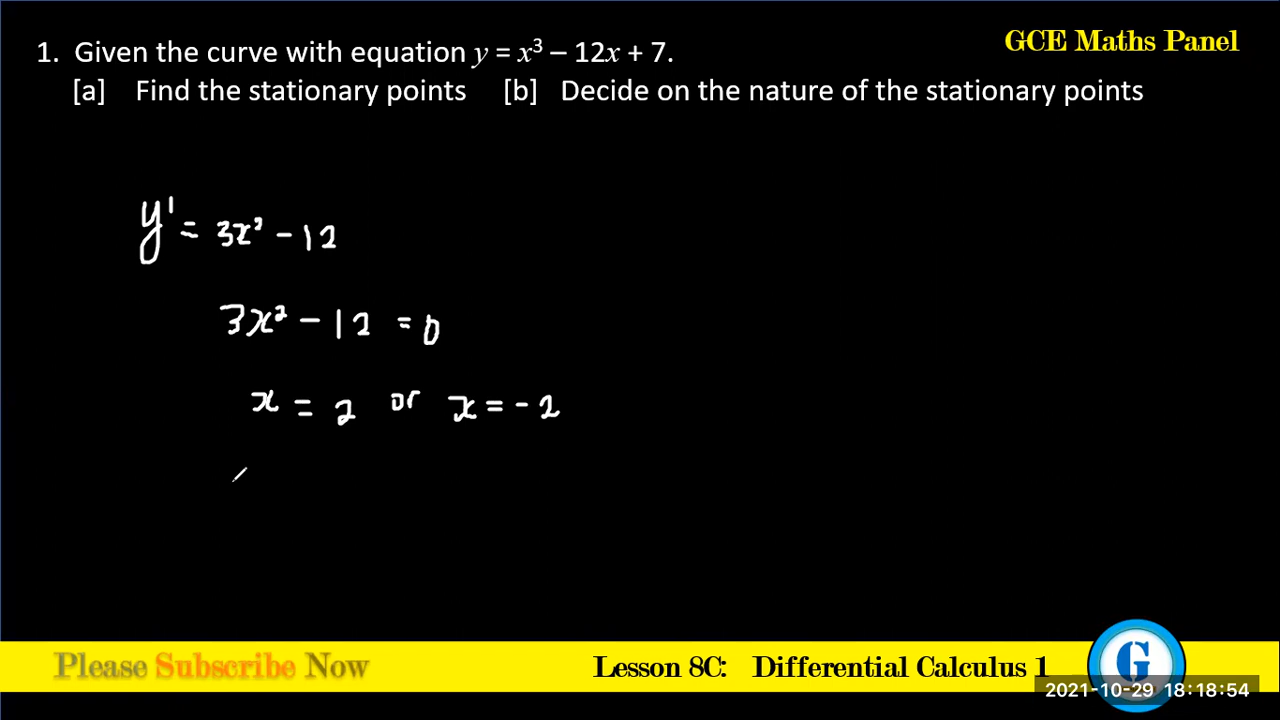 1. Given the curve with equation y = x³ – 12x + 7.
GCE Maths Panel
[a] Find the stationary points [b] Decide on the nature of the stationary points
y' = 3x² - 12
3x² - 12 = 0
x = 2 or x = -2
Please Subscribe Now
Lesson 8C: Differential Calculus 1
G
2021-10-29 18:18:54